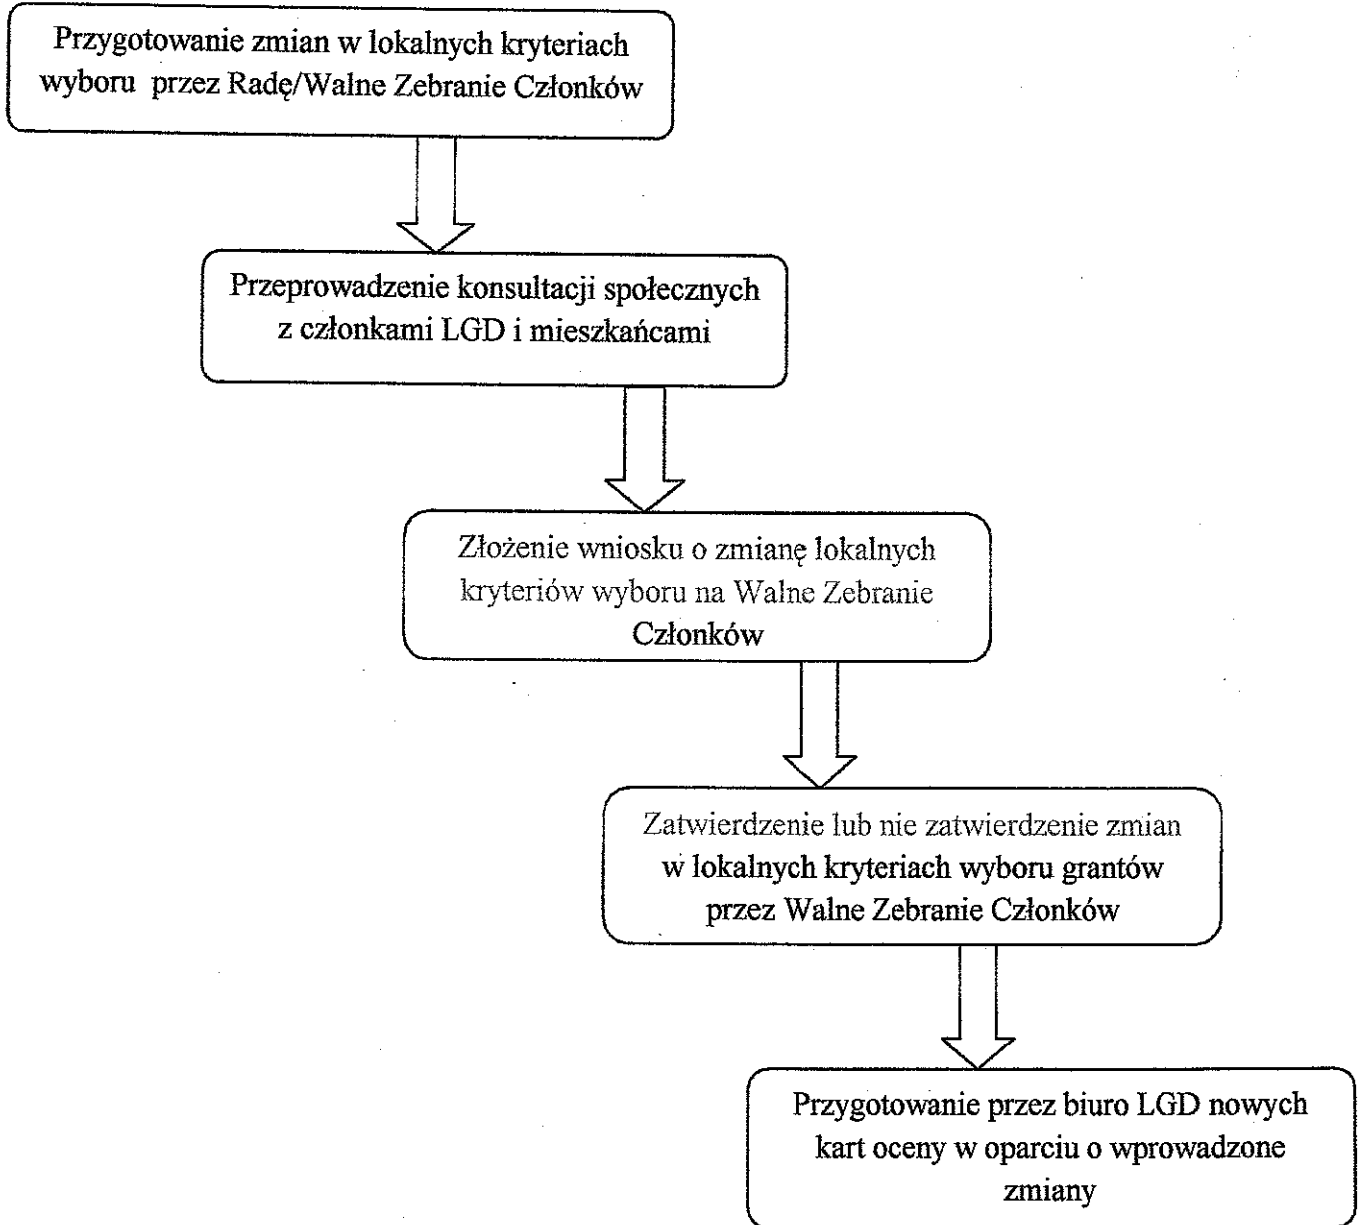 Przygotowanie zmian w lokalnych kryteriach
wyboru przez Radę/Walne Zebranie Członków
Przeprowadzenie konsultacji społecznych
z członkami LGD i mieszkańcami
Złożenie wniosku o zmianę lokalnych
kryteriów wyboru na Walne Zebranie
Członków
Zatwierdzenie lub nie zatwierdzenie zmian
w lokalnych kryteriach wyboru grantów
przez Walne Zebranie Członków
Przygotowanie przez biuro LGD nowych
kart oceny w oparciu o wprowadzone
zmiany